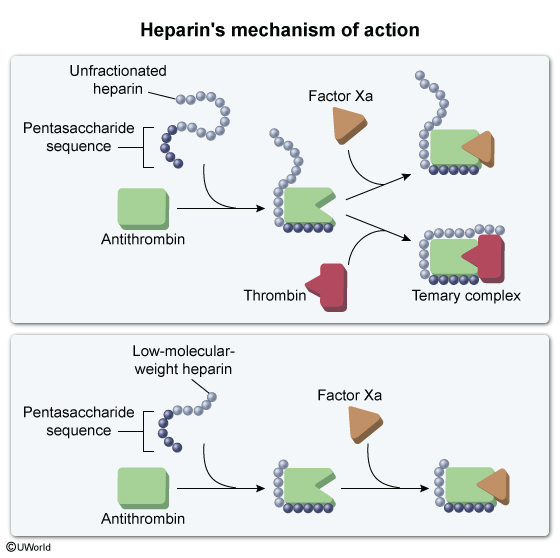 Heparin's mechanism of action
Unfractionated
heparin
Pentasaccharide
sequence
Factor Xa
Antithrombin
Thrombin
Ternary complex
Low-molecular-
weight heparin
Pentasaccharide
sequence
Factor Xa
Antithrombin
©UWorld